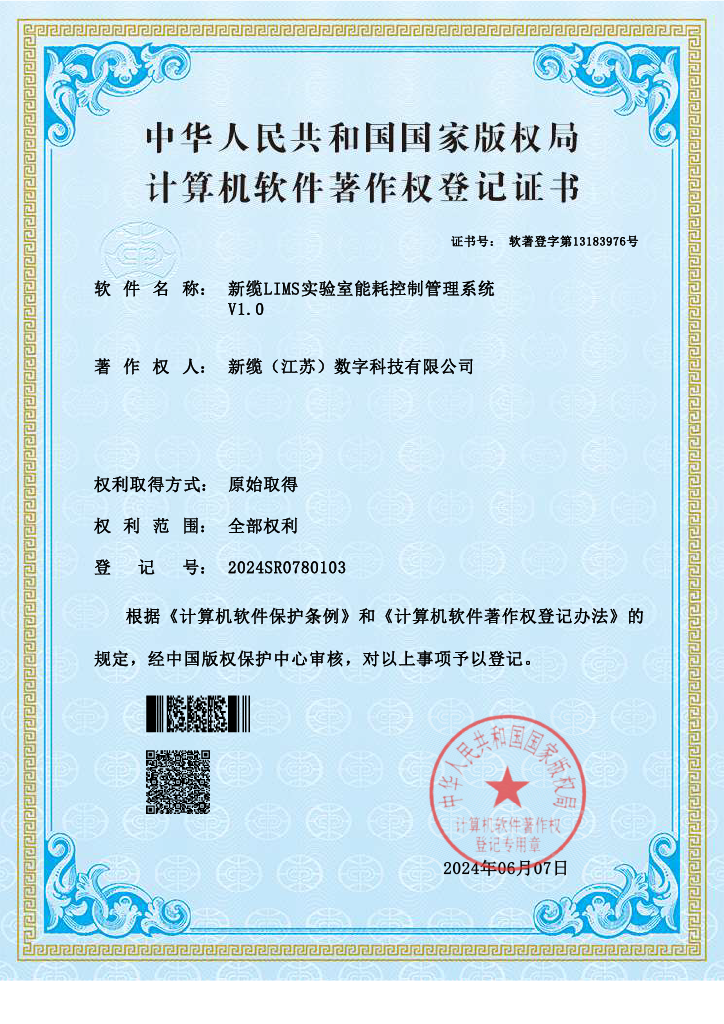 中华人民共和国国家版权局
计算机软件著作权登记证书
证书号： 软著登字第13183976号
软件名称： 新缆LIMS实验室能耗控制管理系统
V1.0
著作权人： 新缆（江苏）数字科技有限公司
权利取得方式： 原始取得
权利范围： 全部权利
登记号： 2024SR0780103
根据《计算机软件保护条例》和《计算机软件著作权登记办法》的
规定，经中国版权保护中心审核，对以上事项予以登记。
中华人民共和国国家版权局
计算机软件著作权
登记专用章
2024年06月07日